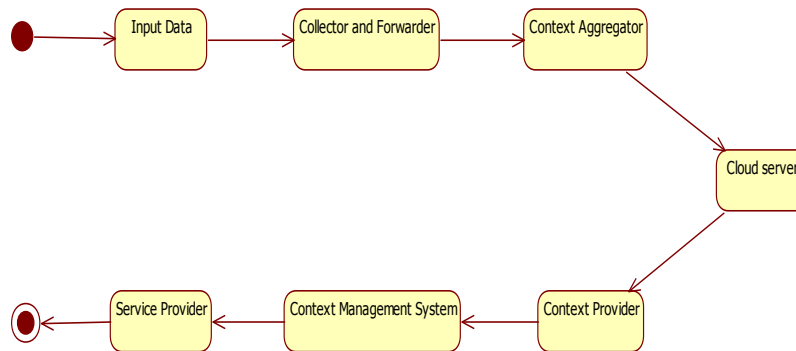 Input Data
Collector and Forwarder
Context Aggregator
Cloud server
Context Provider
Context Management System
Service Provider